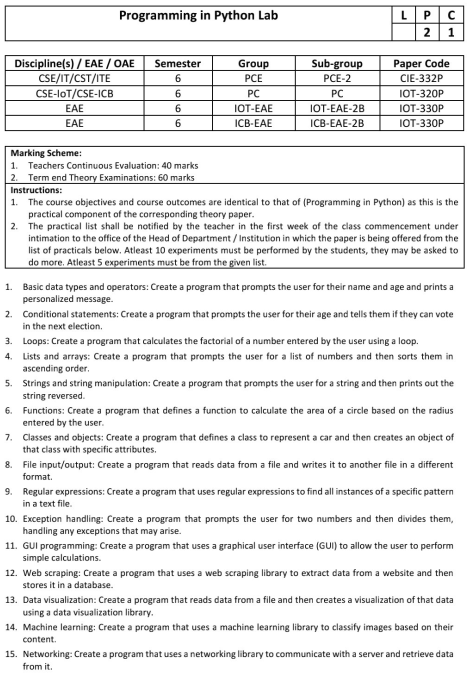 Programming in Python Lab L P C
2 1
Discipline(s) / EAE / OAE Semester Group Sub-group Paper Code
CSE/IT/CST/ITE 6 PCE PCE-2 CIE-332P
CSE-IoT/CSE-ICB 6 PC PC IOT-320P
EAE 6 IOT-EAE IOT-EAE-2B IOT-330P
EAE 6 ICB-EAE ICB-EAE-2B IOT-330P
Marking Scheme:
1. Teachers Continuous Evaluation: 40 marks
2. Term end Theory Examinations: 60 marks
Instructions:
1. The course objectives and course outcomes are identical to that of (Programming in Python) as this is the
practical component of the corresponding theory paper.
2. The practical list shall be notified by the teacher in the first week of the class commencement under
intimation to the office of the Head of Department / Institution in which the paper is being offered from the
list of practicals below. Atleast 10 experiments must be performed by the students, they may be asked to
do more. Atleast 5 experiments must be from the given list.
1. Basic data types and operators: Create a program that prompts the user for their name and age and prints a
personalized message.
2. Conditional statements: Create a program that prompts the user for their age and tells them if they can vote
in the next election.
3. Loops: Create a program that calculates the factorial of a number entered by the user using a loop.
4. Lists and arrays: Create a program that prompts the user for a list of numbers and then sorts them in
ascending order.
5. Strings and string manipulation: Create a program that prompts the user for a string and then prints out the
string reversed.
6. Functions: Create a program that defines a function to calculate the area of a circle based on the radius
entered by the user.
7. Classes and objects: Create a program that defines a class to represent a car and then creates an object of
that class with specific attributes.
8. File input/output: Create a program that reads data from a file and writes it to another file in a different
format.
9. Regular expressions: Create a program that uses regular expressions to find all instances of a specific pattern
in a text file.
10. Exception handling: Create a program that prompts the user for two numbers and then divides them,
handling any exceptions that may arise.
11. GUI programming: Create a program that uses a graphical user interface (GUI) to allow the user to perform
simple calculations.
12. Web scraping: Create a program that uses a web scraping library to extract data from a website and then
stores it in a database.
13. Data visualization: Create a program that reads data from a file and then creates a visualization of that data
using a data visualization library.
14. Machine learning: Create a program that uses a machine learning library to classify images based on their
content.
15. Networking: Create a program that uses a networking library to communicate with a server and retrieve data
from it.